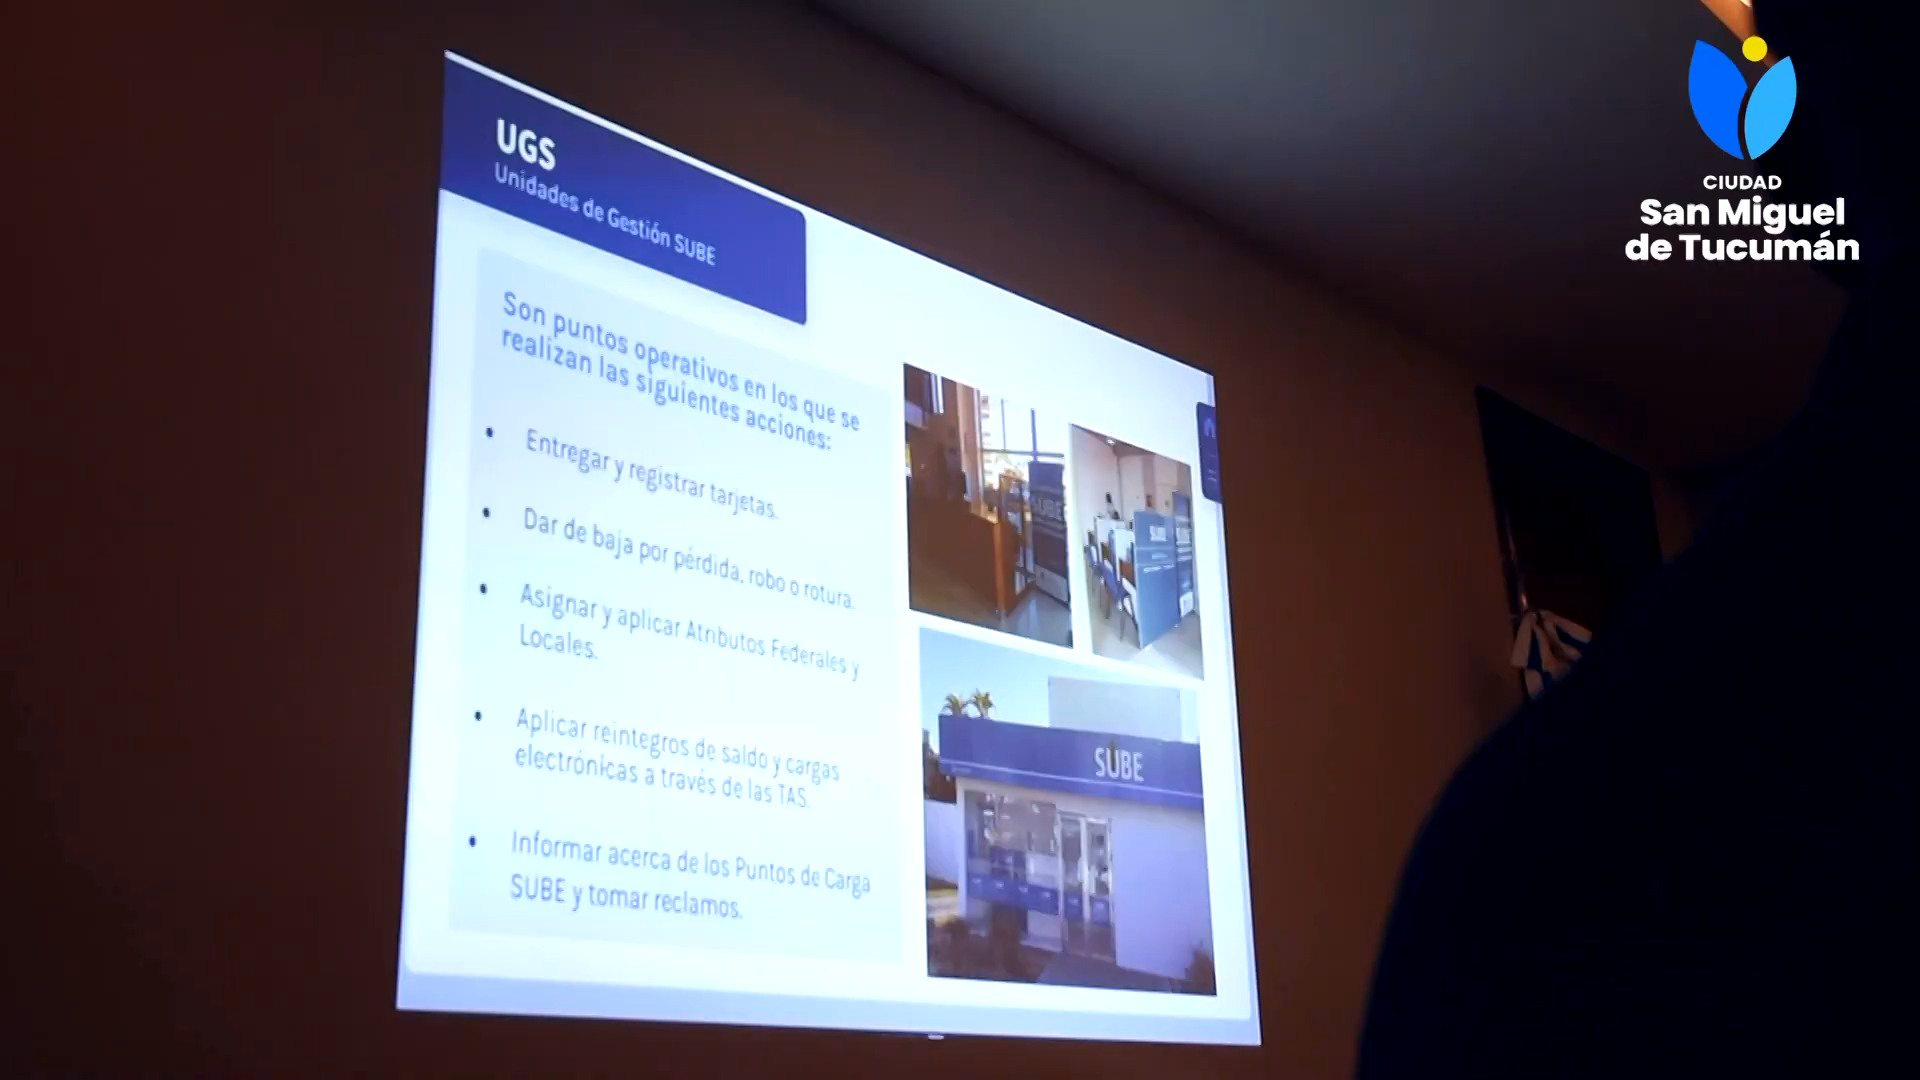 UGS
Unidades de Gestión SUBE
Son puntos operativos en los que se
realizan las siguientes acciones:
• Entregar y registrar tarjetas.
• Dar de baja por pérdida, robo o rotura.
• Asignar y aplicar Atributos Federales y
Locales.
• Aplicar reintegros de saldo y cargas
electrónicas a través de las TAS.
• Informar acerca de los Puntos de Carga
SUBE y tomar reclamos.
SUBE
SUBE
SUBE
SUBE
CIUDAD
San Miguel
de Tucumán